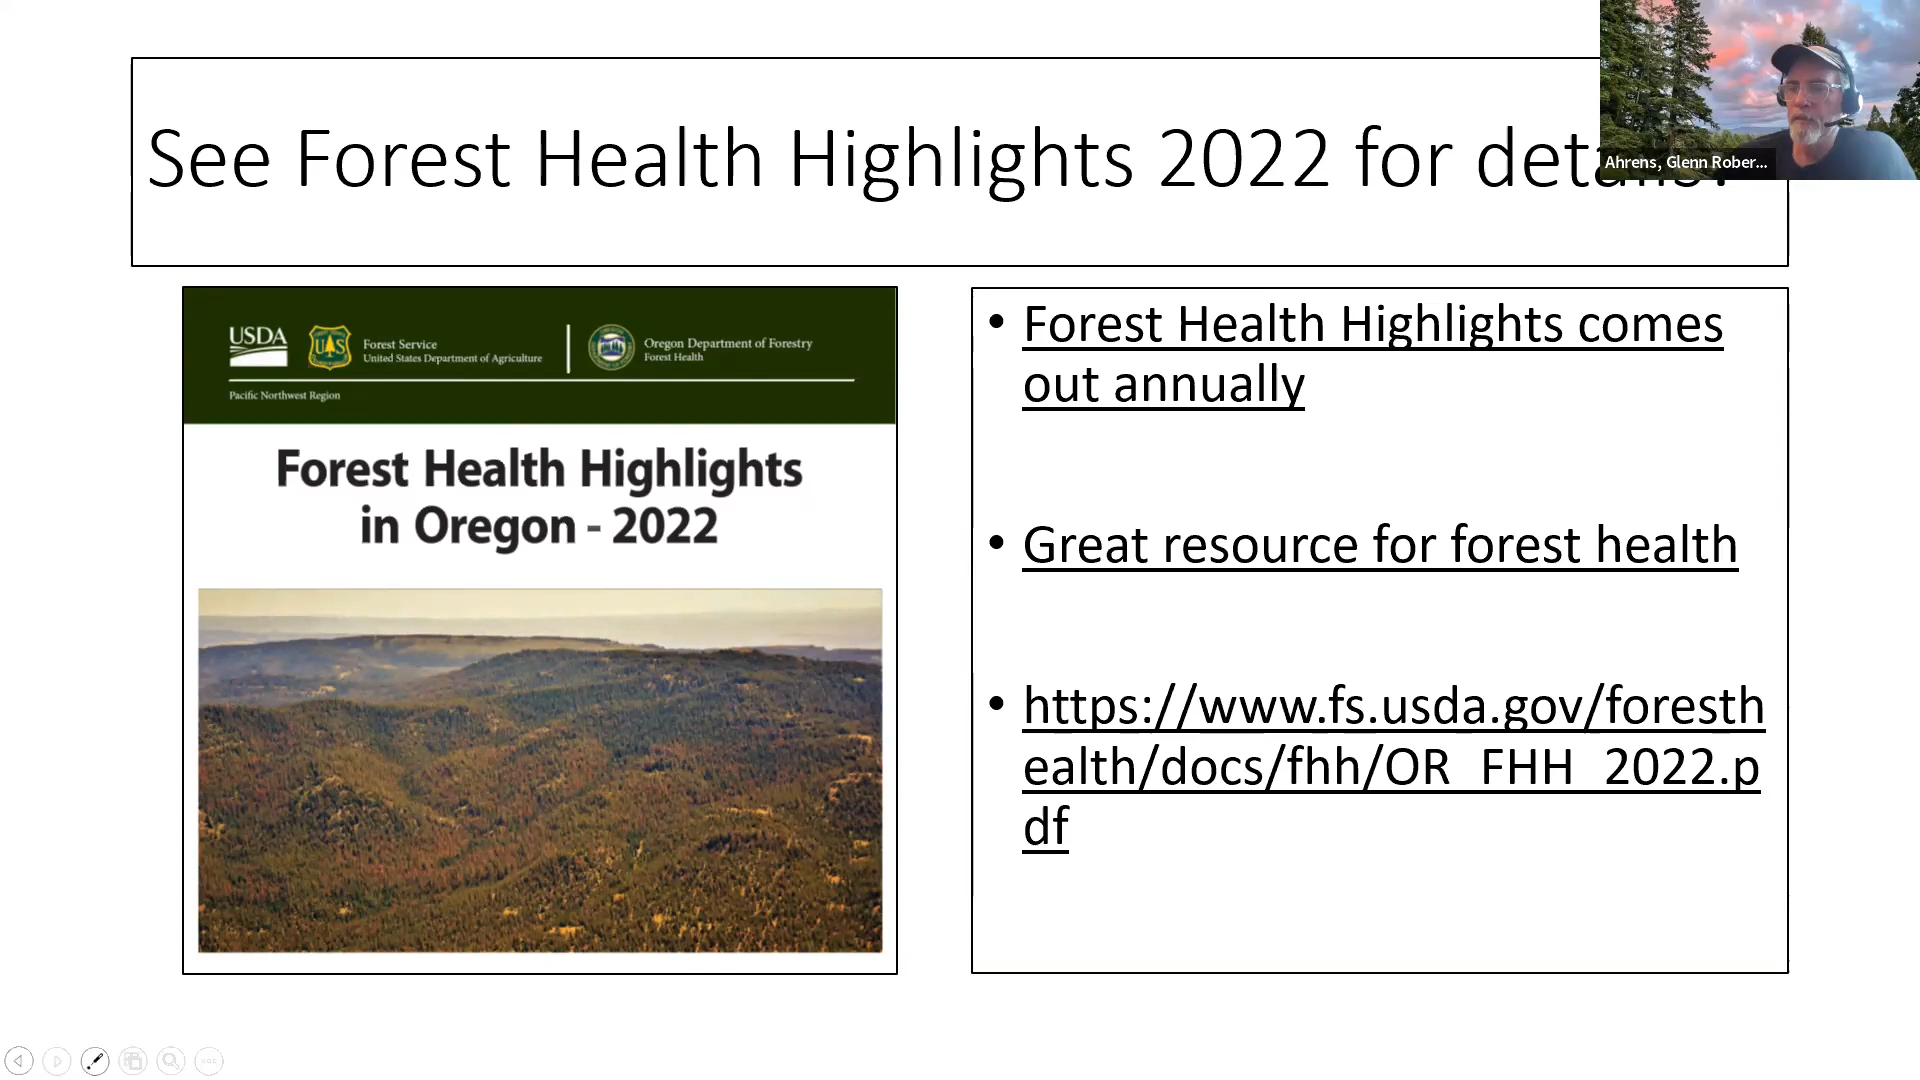 See Forest Health Highlights 2022 for
Ahrens, Glenn Rober...
USDA
UAS
Forest Service
United States Department of Agriculture
Oregon Department of Forestry
Forest Health
Pacific Northwest Region
Forest Health Highlights
in Oregon - 2022
• Forest Health Highlights comes
out annually
• Great resource for forest health
• https://www.fs.usda.gov/foresth
ealth/docs/fhh/OR_FHH_2022.p
df